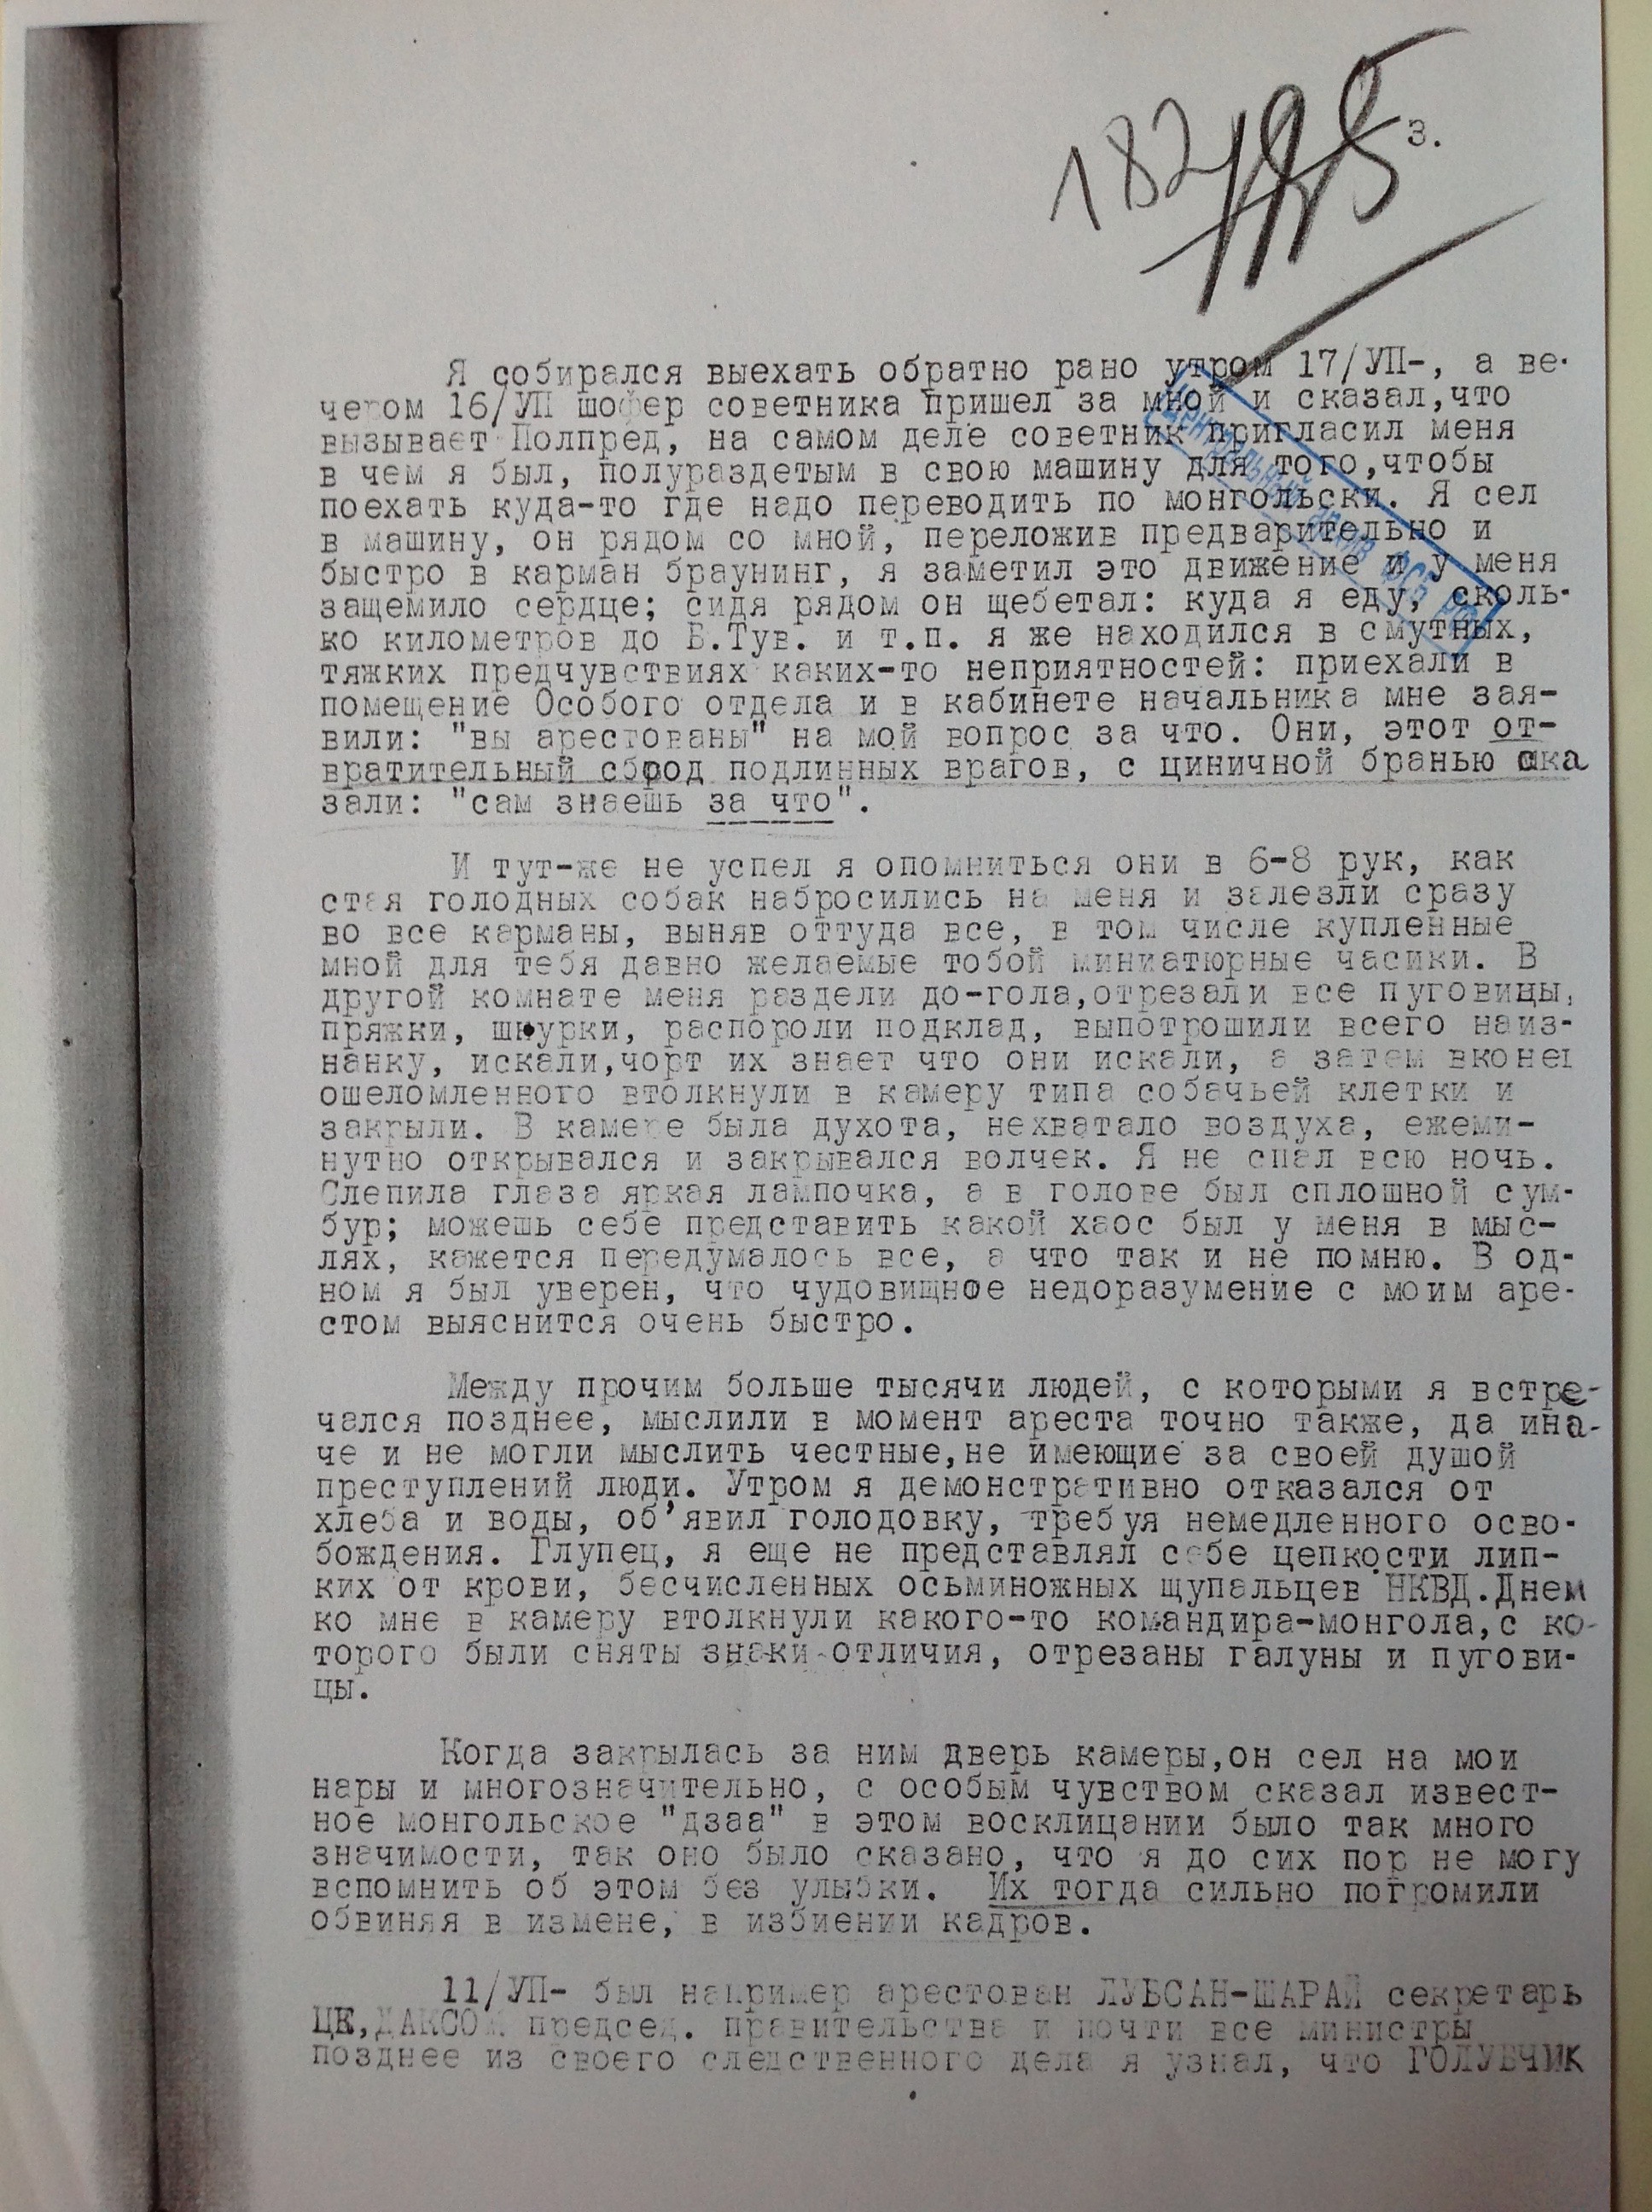 182 185 3.
Я собирался выехать обратно рано утром 17/УП-, а ве-
чером 16/УП шофер советника пришел за мной и сказал,что
вызывает Полпред, на самом деле советник пригласил меня
в чем я был, полураздетым в свою машину для того,чтобы
поехать куда-то где надо переводить по монгольски. Я сел
в машину, он рядом со мной, переложив предварительно и
быстро в карман браунинг, я заметил это движение и у меня
защемило сердце; сидя рядом он щебетал: куда я еду, сколь-
ко километров до Б.Тув. и т.п. я же находился в смутных,
тяжких предчувствиях каких-то неприятностей: приехали в
помещение Особого отдела и в кабинете начальника мне зая-
вили: "вы арестованы" на мой вопрос за что. Они, этот от-
вратительный сброд подлинных врагов, с циничной бранью ска
зали: "сам знаешь за что".
И тут-же не успел я опомниться они в 6-8 рук, как
стая голодных собак набросились на меня и залезли сразу
во все карманы, выняв оттуда все, в том числе купленные
мной для тебя давно желаемые тобой миниатюрные часики. В
другой комнате меня раздели до-гола,отрезали все пуговицы,
пряжки, шнурки, распороли подклад, выпотрошили всего наиз-
нанку, искали,чорт их знает что они искали, а затем вконец
ошеломленного втолкнули в камеру типа собачьей клетки и
закрыли. В камере была духота, нехватало воздуха, ежеми-
нутно открывался и закрывался волчек. Я не спал всю ночь.
Слепила глаза яркая лампочка, а в голове был сплошной сум-
бур; можешь себе представить какой хаос был у меня в мыс-
лях, кажется передумалось все, а что так и не помню. В од-
ном я был уверен, что чудовищное недоразумение с моим аре-
стом выяснится очень быстро.
Между прочим больше тысячи людей, с которыми я встре-
чался позднее, мыслили в момент ареста точно также, да ина-
че и не могли мыслить честные,не имеющие за своей душой
преступлений люди. Утром я демонстративно отказался от
хлеба и воды, об'явил голодовку, требуя немедленного осво-
бождения. Глупец, я еще не представлял себе цепкости лип-
ких от крови, бесчисленных осьминожных щупальцев НКВД.Днем
ко мне в камеру втолкнули какого-то командира-монгола,с ко-
торого были сняты знаки отличия, отрезаны галуны и пугови-
цы.
Когда закрылась за ним дверь камеры,он сел на мои
нары и многозначительно, с особым чувством сказал извест-
ное монгольское "дзаа" в этом восклицании было так много
значимости, так оно было сказано, что я до сих пор не могу
вспомнить об этом без улыбки. Их тогда сильно погромили
обвиняя в измене, в избиении кадров.
11/УП- был например арестован ЛУБСАН-ШАРАЙ секретарь
ЦК,ДАКСОМ председ. правительства и почти все министры
позднее из своего следственного дела я узнал, что ГОЛУБЧИК